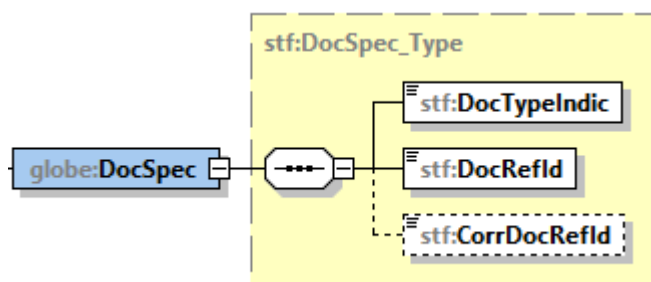 stf:DocSpec_Type
stf:DocTypeIndic
globe:DocSpec
stf:DocRefId
stf:CorrDocRefId